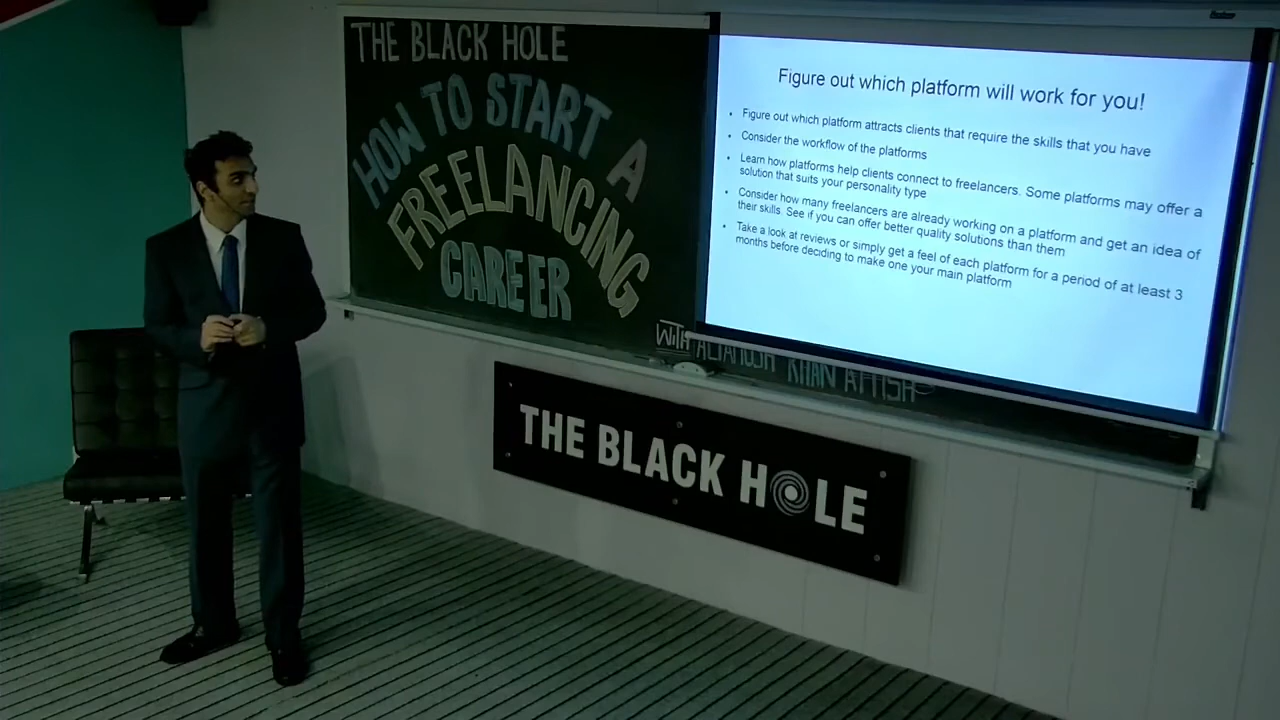 THE BLACK HOLE
HOW TO START A
FREELANCING
CAREER
WITH ALTAMUSH KHAN ATTISH
Figure out which platform will work for you!
• Figure out which platform attracts clients that require the skills that you have
• Consider the workflow of the platforms
• Learn how platforms help clients connect to freelancers. Some platforms may offer a
solution that suits your personality type
• Consider how many freelancers are already working on a platform and get an idea of
their skills. See if you can offer better quality solutions than them
• Take a look at reviews or simply get a feel of each platform for a period of at least 3
months before deciding to make one your main platform
THE BLACK HOLE